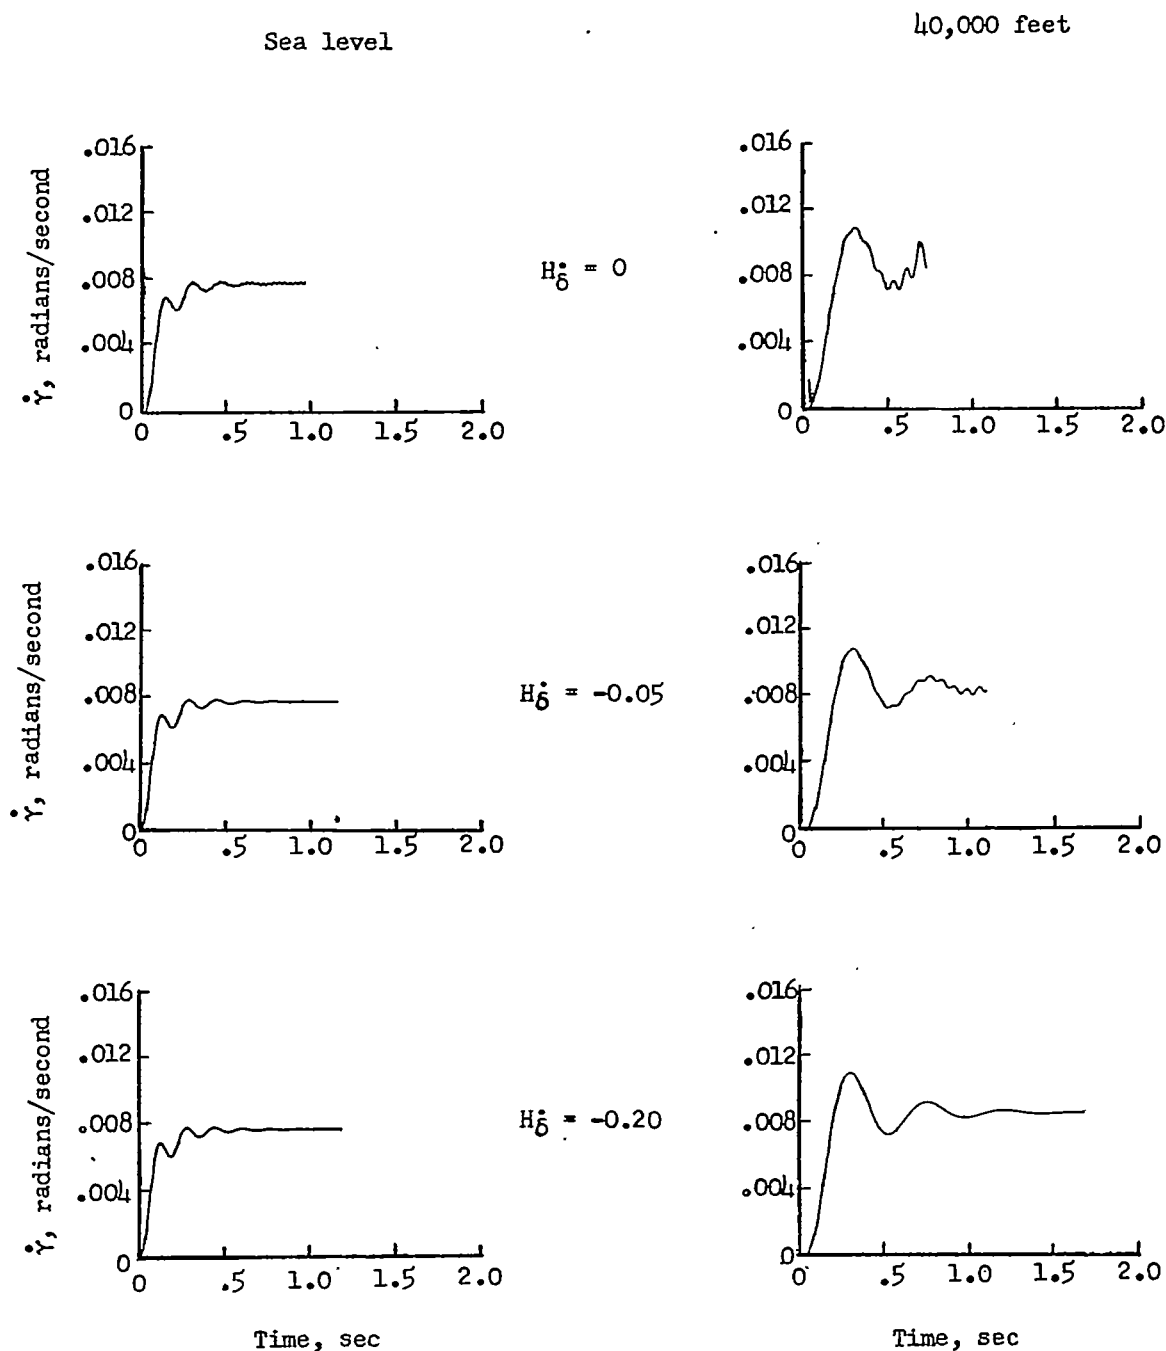 Sea level
40,000 feet
γ̇, radians/second
.016
.012
.008
.004
0
0 .5 1.0 1.5 2.0
H_δ̇ = 0
.016
.012
.008
.004
0
0 .5 1.0 1.5 2.0
γ̇, radians/second
.016
.012
.008
.004
0
0 .5 1.0 1.5 2.0
H_δ̇ = -0.05
.016
.012
.008
.004
0
0 .5 1.0 1.5 2.0
γ̇, radians/second
.016
.012
.008
.004
0
0 .5 1.0 1.5 2.0
Time, sec
H_δ̇ = -0.20
.016
.012
.008
.004
0
0 .5 1.0 1.5 2.0
Time, sec